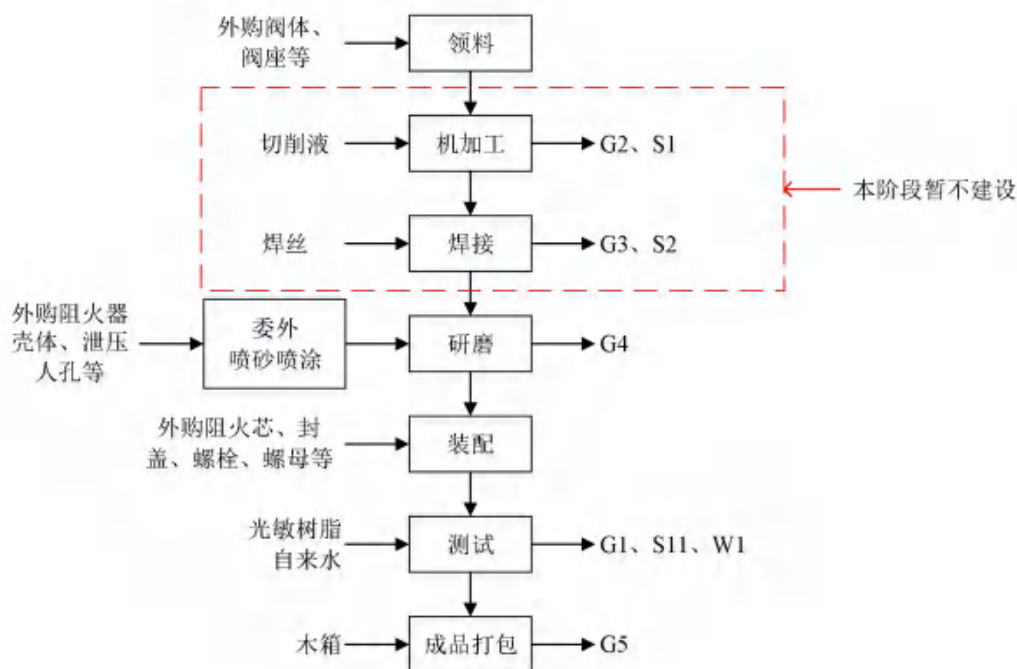 外购阀体、
阀座等
领料
切削液
机加工
G2、S1
本阶段暂不建设
焊丝
焊接
G3、S2
外购阻火器
壳体、泄压
人孔等
委外
喷砂喷涂
研磨
G4
外购阻火芯、封
盖、螺栓、螺母等
装配
光敏树脂
自来水
测试
G1、S11、W1
木箱
成品打包
G5